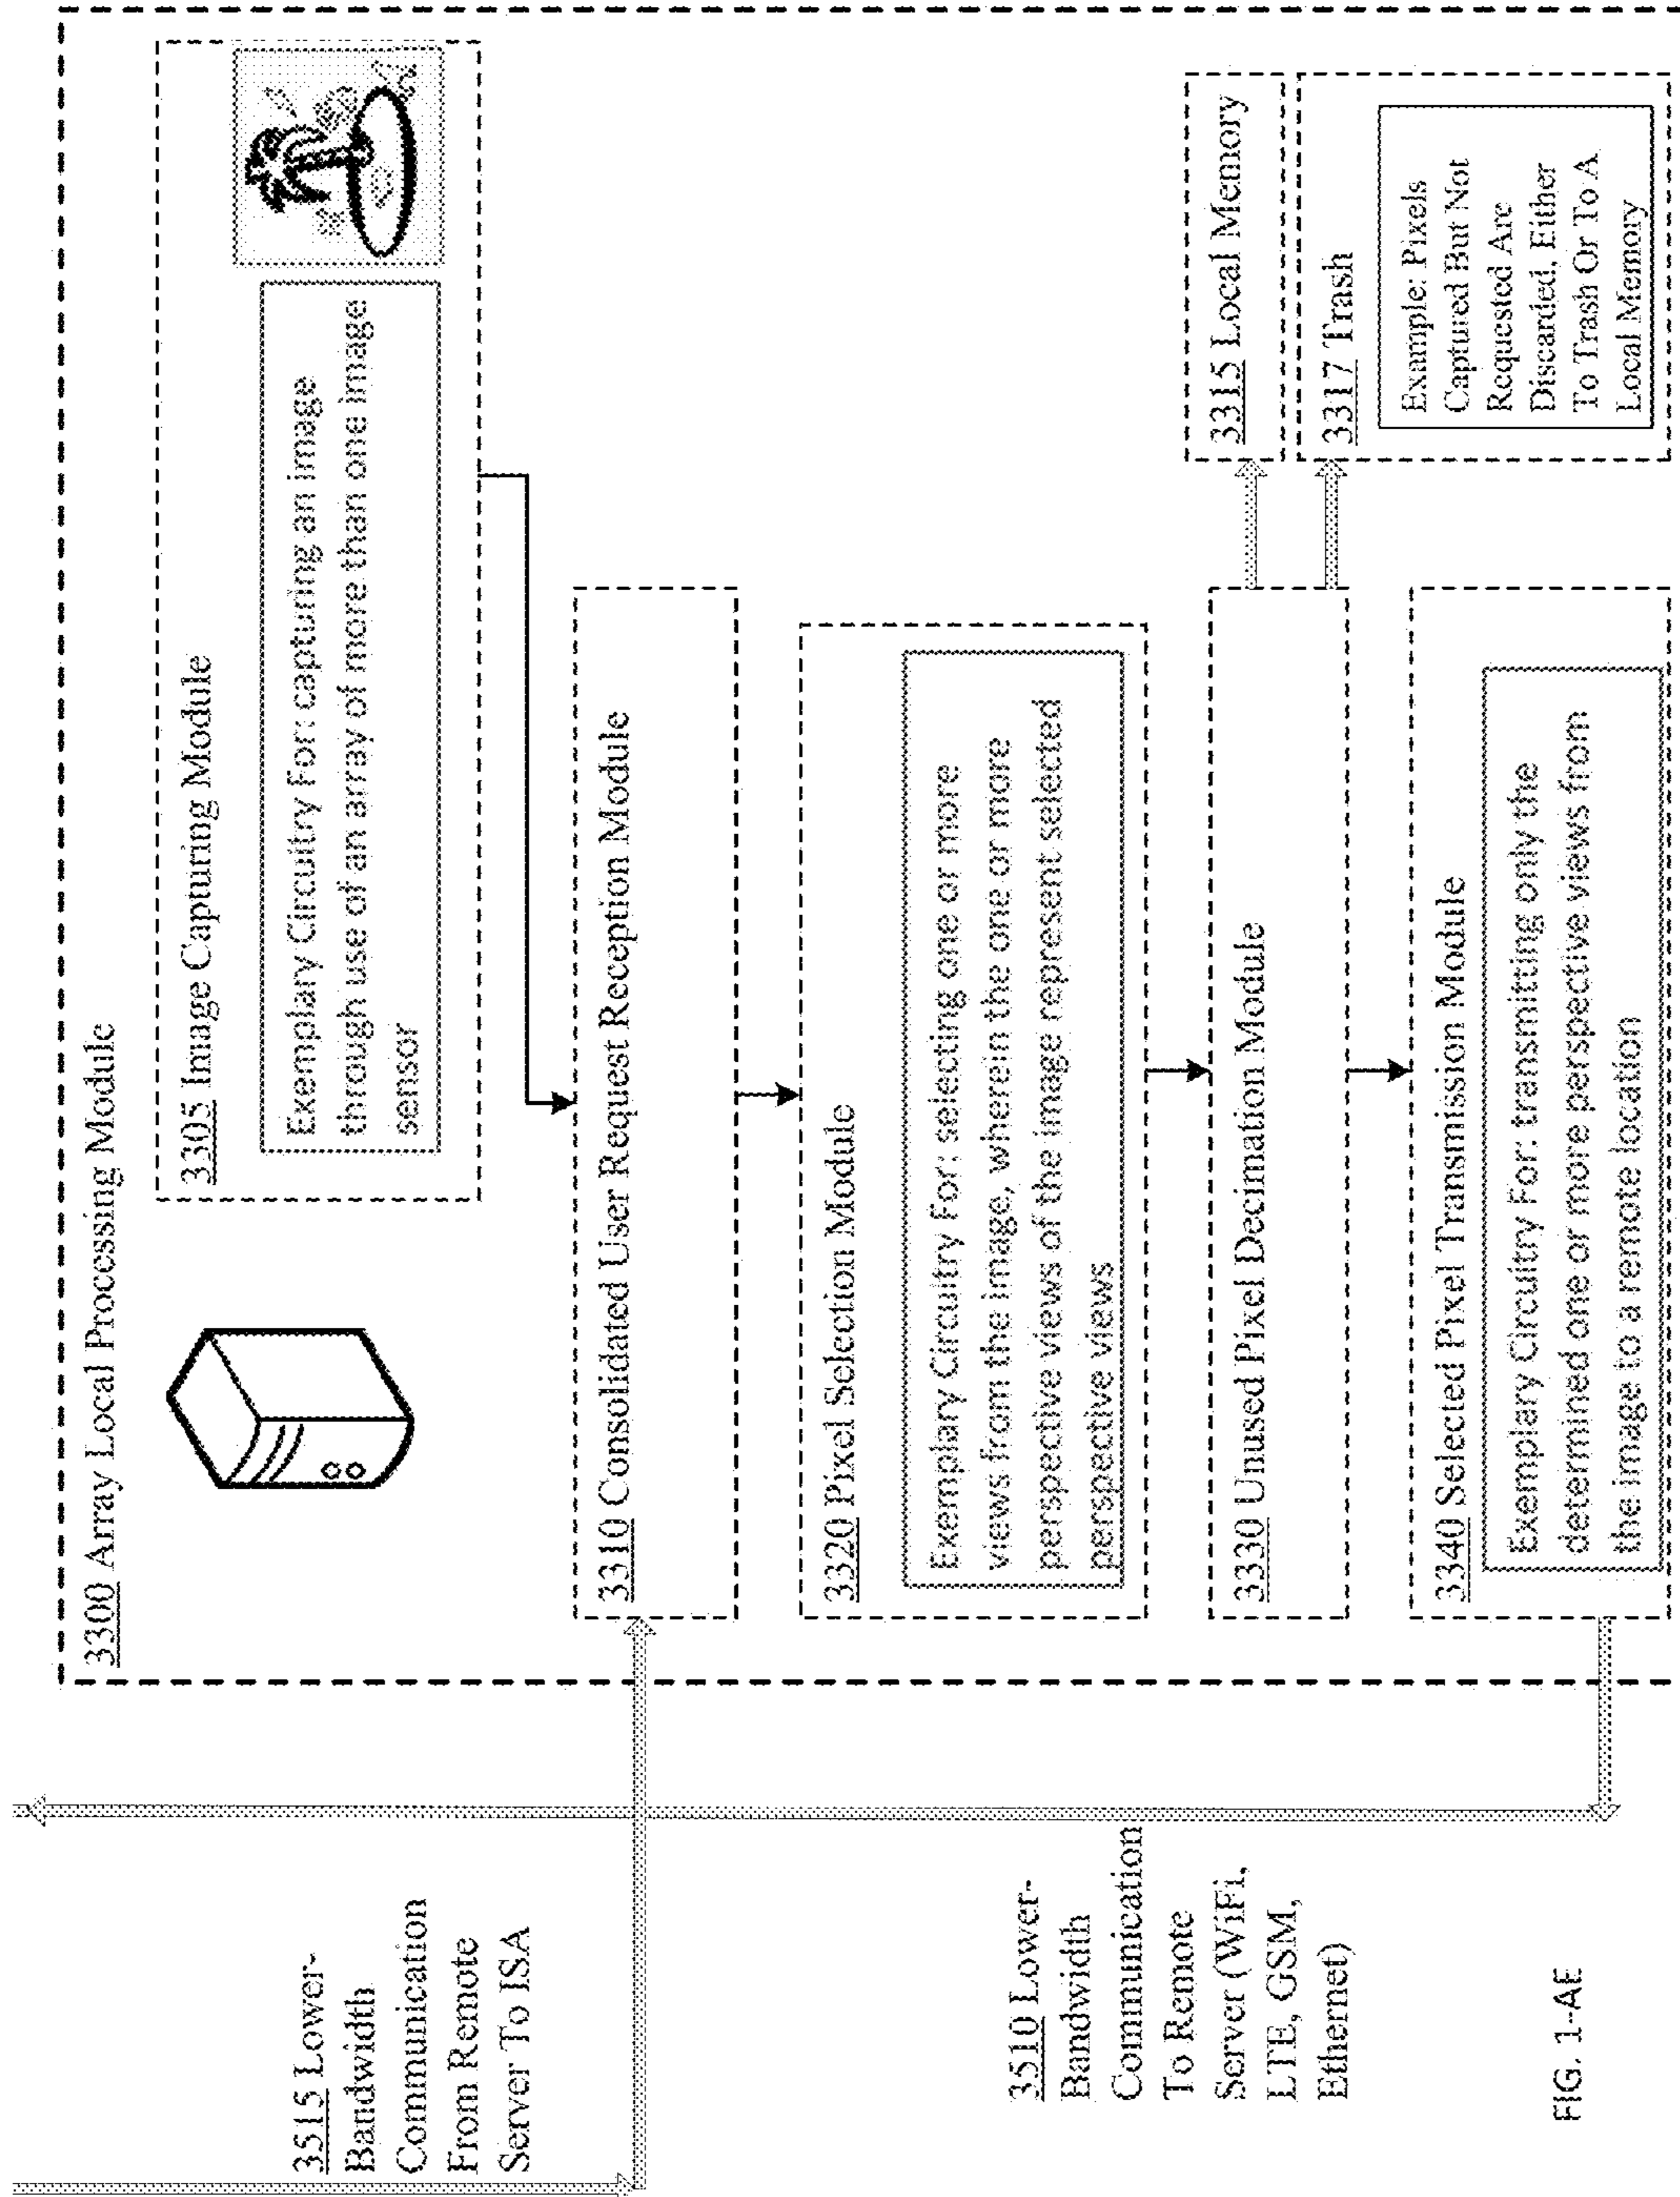 3300 Array Local Processing Module
3305 Image Capturing Module
Exemplary Circuitry For: capturing an image
through use of an array of more than one image
sensor
3515 Lower-
Bandwidth
Communication
From Remote
Server To ISA
3310 Consolidated User Request Reception Module
3320 Pixel Selection Module
Exemplary Circuitry For: selecting one or more
views from the image, wherein the one or more
perspective views of the image represent selected
perspective views
3510 Lower-
Bandwidth
Communication
To Remote
Server (WiFi,
LTE, GSM,
Ethernet)
3330 Unused Pixel Decimation Module
3315 Local Memory
3317 Trash
Example: Pixels
Captured But Not
Requested Are
Discarded, Either
To Trash Or To A
Local Memory
3340 Selected Pixel Transmission Module
Exemplary Circuitry For: transmitting only the
determined one or more perspective views from
the image to a remote location
FIG. 1-AE